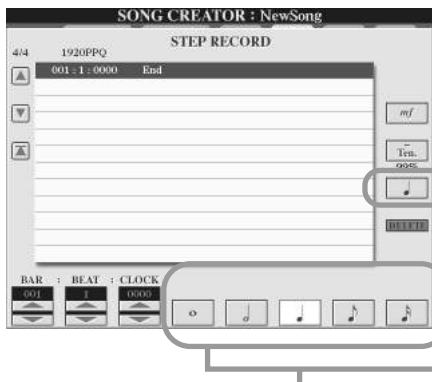 SONG CREATOR : NewSong
4/4 1920PPQ STEP RECORD
001 : 1 : 0000 End
mf
Ten.
DELETE
BAR : BEAT : CLOCK
001 1 0000